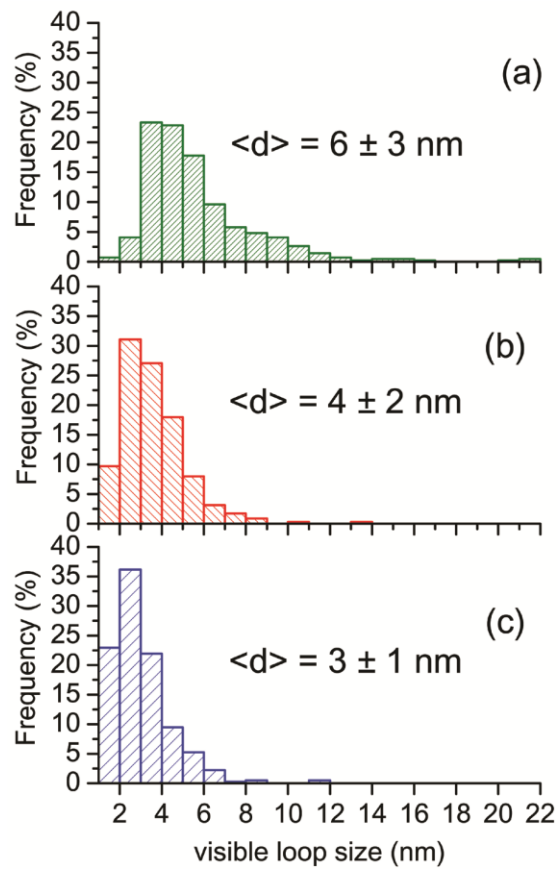 40
35
30
25
20
15
10
5
0
Frequency (%)
(a)
<d> = 6 ± 3 nm
40
35
30
25
20
15
10
5
0
Frequency (%)
(b)
<d> = 4 ± 2 nm
40
35
30
25
20
15
10
5
0
Frequency (%)
(c)
<d> = 3 ± 1 nm
2 4 6 8 10 12 14 16 18 20 22
visible loop size (nm)